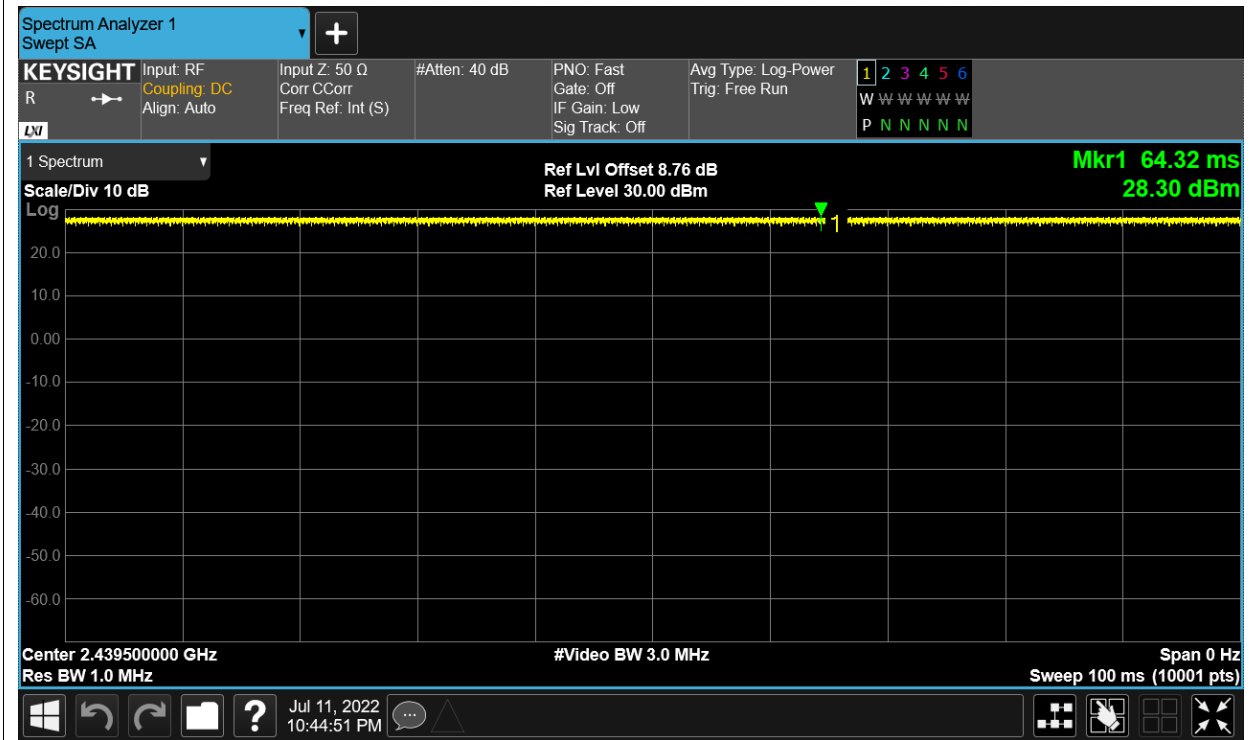 Spectrum Analyzer 1
Swept SA
▼
+
KEYSIGHT
R
LXI
Input: RF
Coupling: DC
Align: Auto
Input Z: 50 Ω
Corr CCorr
Freq Ref: Int (S)
#Atten: 40 dB
PNO: Fast
Gate: Off
IF Gain: Low
Sig Track: Off
Avg Type: Log-Power
Trig: Free Run
1 2 3 4 5 6
W W W W W W
P N N N N N
1 Spectrum ▼
Scale/Div 10 dB
Log
Ref Lvl Offset 8.76 dB
Ref Level 30.00 dBm
Mkr1 64.32 ms
28.30 dBm
1
20.0
10.0
0.00
-10.0
-20.0
-30.0
-40.0
-50.0
-60.0
Center 2.439500000 GHz
#Video BW 3.0 MHz
Span 0 Hz
Res BW 1.0 MHz
Sweep 100 ms (10001 pts)
?
Jul 11, 2022
10:44:51 PM